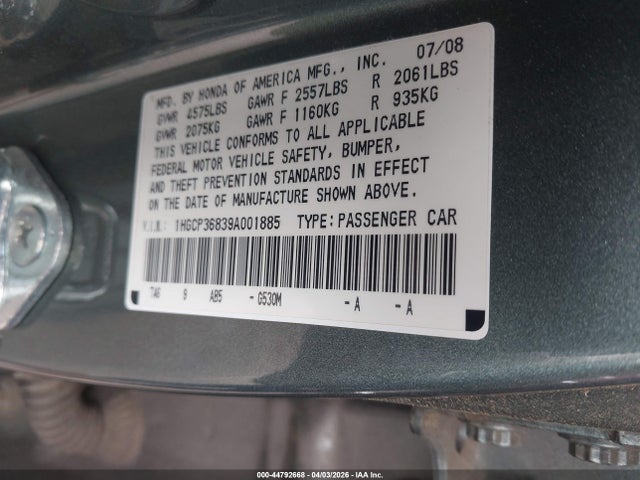 MFD. BY HONDA OF AMERICA MFG., INC. 07/08
GVWR 4575LBS GAWR F 2557LBS R 2061LBS
GVWR 2075KG GAWR F 1160KG R 935KG
THIS VEHICLE CONFORMS TO ALL APPLICABLE
FEDERAL MOTOR VEHICLE SAFETY, BUMPER,
AND THEFT PREVENTION STANDARDS IN EFFECT
ON THE DATE OF MANUFACTURE SHOWN ABOVE.
V.I.N.: 1HGCP36839A001885 TYPE: PASSENGER CAR
TA6 9 AB5 - G530M - A - A
000-44792668 - 04/03/2026 - IAA Inc.